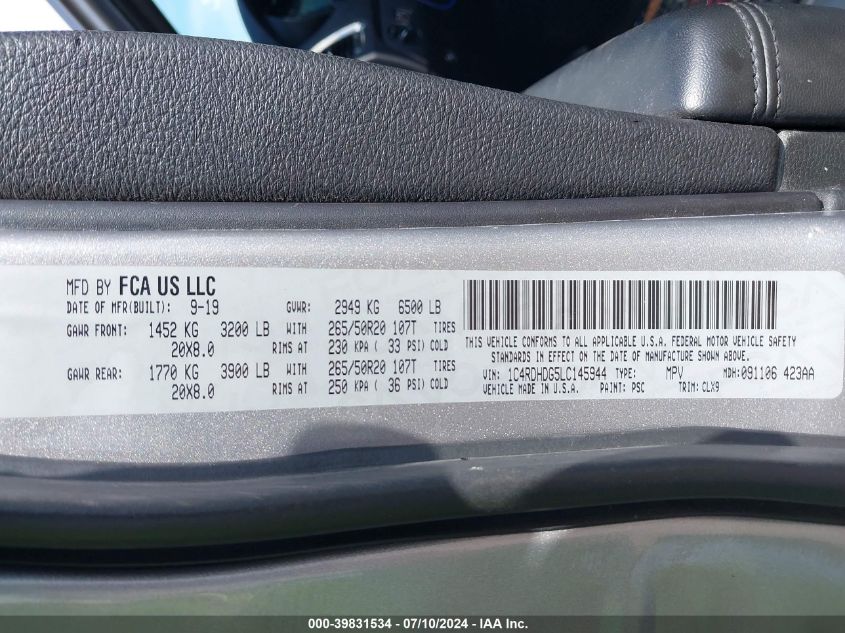 MFD BY FCA US LLC
DATE OF MFR(BUILT): 9-19 GVWR: 2949 KG 6500 LB
GAWR FRONT: 1452 KG 3200 LB WITH 265/50R20 107T TIRES
20X8.0 RIMS AT 230 KPA ( 33 PSI) COLD
GAWR REAR: 1770 KG 3900 LB WITH 265/50R20 107T TIRES
20X8.0 RIMS AT 250 KPA ( 36 PSI) COLD
THIS VEHICLE CONFORMS TO ALL APPLICABLE U.S.A. FEDERAL MOTOR VEHICLE SAFETY
STANDARDS IN EFFECT ON THE DATE OF MANUFACTURE SHOWN ABOVE.
VIN: 1C4RDHDG5LC145944 TYPE: MPV MDH: 091106 423AA
VEHICLE MADE IN U.S.A. PAINT: PSC TRIM: CLX9
000-39831534 - 07/10/2024 - IAA Inc.